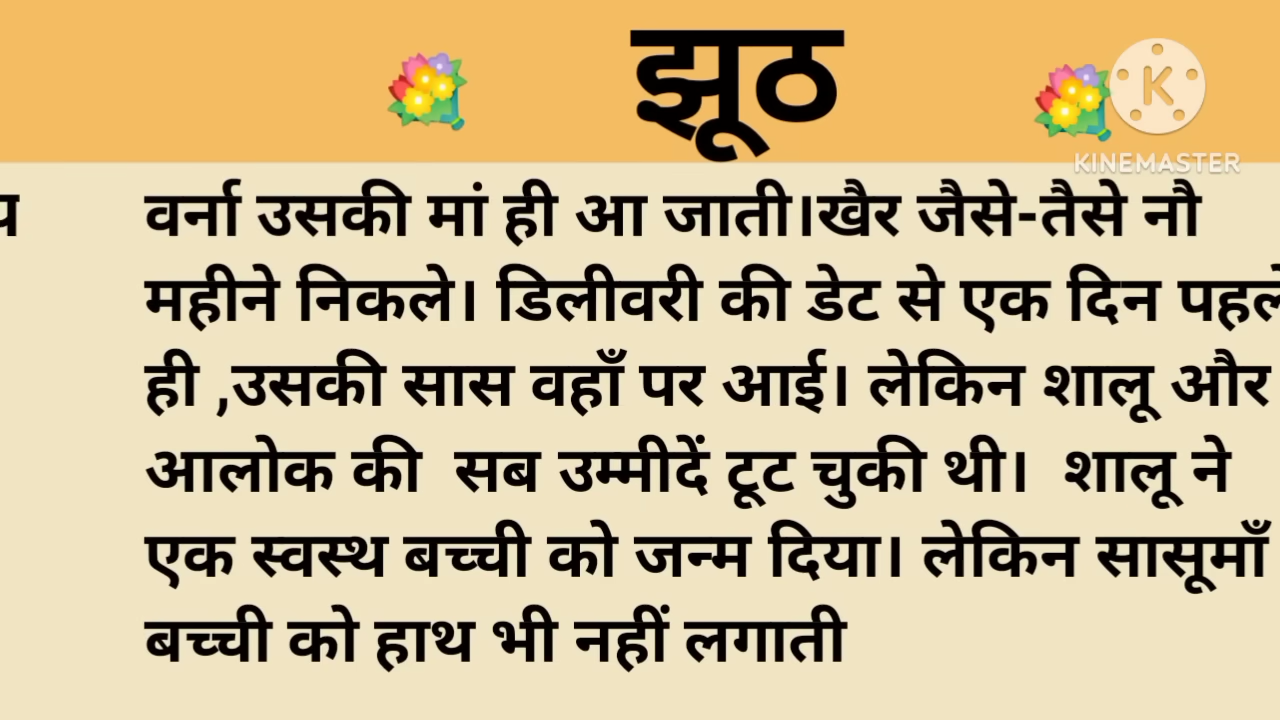 झूठ
KINEMASTER
वर्ना उसकी मां ही आ जाती।खैर जैसे-तैसे नौ
महीने निकले। डिलीवरी की डेट से एक दिन पहले
ही ,उसकी सास वहाँ पर आई। लेकिन शालू और
आलोक की  सब उम्मीदें टूट चुकी थी।  शालू ने
एक स्वस्थ बच्ची को जन्म दिया। लेकिन सासूमाँ
बच्ची को हाथ भी नहीं लगाती